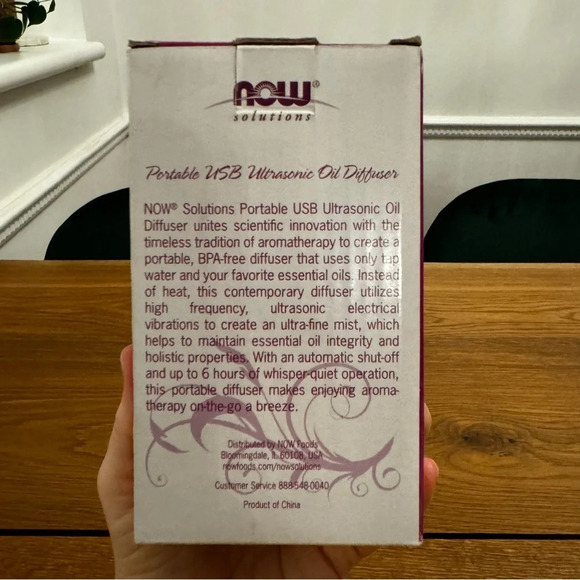 now®
solutions
Portable USB Ultrasonic Oil Diffuser
NOW® Solutions Portable USB Ultrasonic Oil
Diffuser unites scientific innovation with the
timeless tradition of aromatherapy to create a
portable, BPA-free diffuser that uses only tap
water and your favorite essential oils. Instead
of heat, this contemporary diffuser utilizes
high frequency, ultrasonic electrical
vibrations to create an ultra-fine mist, which
helps to maintain essential oil integrity and
holistic properties. With an automatic shut-off
and up to 6 hours of whisper-quiet operation,
this portable diffuser makes enjoying aroma-
therapy on-the-go a breeze.
Distributed by NOW Foods
Bloomingdale, IL 60108, USA
nowfoods.com/nowsolutions
Customer Service 888-548-0040
Product of China